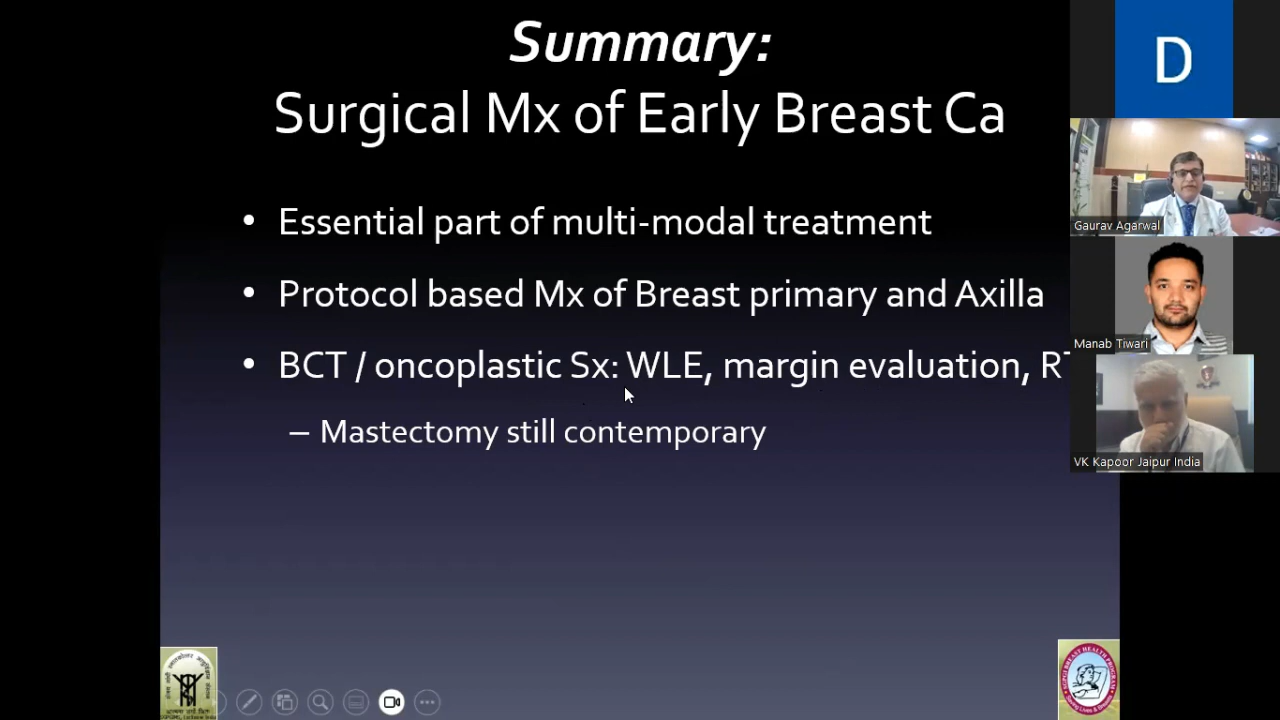 Summary:
Surgical Mx of Early Breast Ca
• Essential part of multi-modal treatment
• Protocol based Mx of Breast primary and Axilla
• BCT / oncoplastic Sx: WLE, margin evaluation, RT
– Mastectomy still contemporary
D
Gaurav Agarwal
Manab Tiwari
VK Kapoor Jaipur India